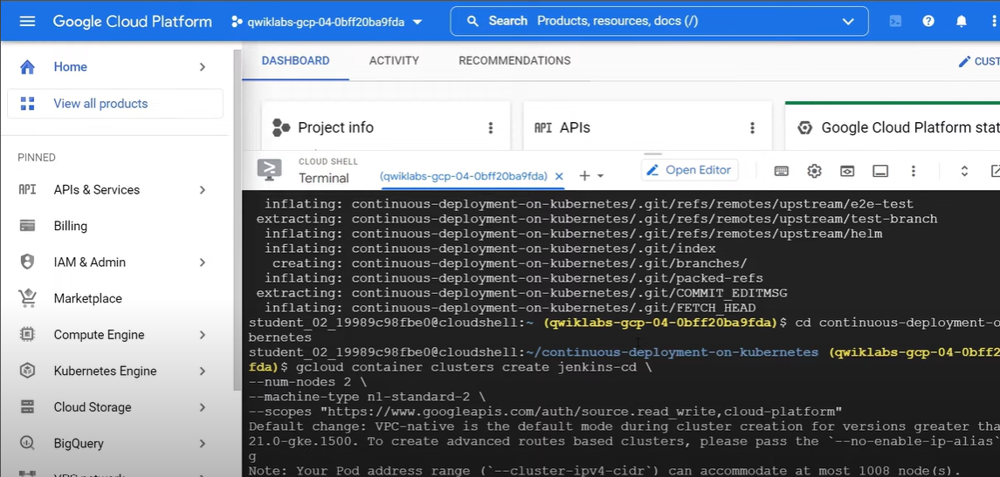 Google Cloud Platform
qwiklabs-gcp-04-0bff20ba9fda
Search Products, resources, docs (/)
Home
View all products
PINNED
API APIs & Services
Billing
IAM & Admin
Marketplace
Compute Engine
Kubernetes Engine
Cloud Storage
BigQuery
DASHBOARD ACTIVITY RECOMMENDATIONS
CUST
Project info
API APIs
Google Cloud Platform stat
CLOUD SHELL
Terminal
(qwiklabs-gcp-04-0bff20ba9fda) × + Open Editor
inflating: continuous-deployment-on-kubernetes/.git/refs/remotes/upstream/e2e-test
extracting: continuous-deployment-on-kubernetes/.git/refs/remotes/upstream/test-branch
inflating: continuous-deployment-on-kubernetes/.git/refs/remotes/upstream/helm
inflating: continuous-deployment-on-kubernetes/.git/index
creating: continuous-deployment-on-kubernetes/.git/branches/
inflating: continuous-deployment-on-kubernetes/.git/packed-refs
extracting: continuous-deployment-on-kubernetes/.git/COMMIT_EDITMSG
inflating: continuous-deployment-on-kubernetes/.git/FETCH_HEAD
student_02_19989c98fbe0@cloudshell:~ (qwiklabs-gcp-04-0bff20ba9fda)$ cd continuous-deployment-o
bernetes
student_02_19989c98fbe0@cloudshell:~/continuous-deployment-on-kubernetes (qwiklabs-gcp-04-0bff2
fda)$ gcloud container clusters create jenkins-cd \
--num-nodes 2 \
--machine-type n1-standard-2 \
--scopes "https://www.googleapis.com/auth/source.read_write,cloud-platform"
Default change: VPC-native is the default mode during cluster creation for versions greater tha
21.0-gke.1500. To create advanced routes based clusters, please pass the `--no-enable-ip-alias`
g
Note: Your Pod address range (`--cluster-ipv4-cidr`) can accommodate at most 1008 node(s).